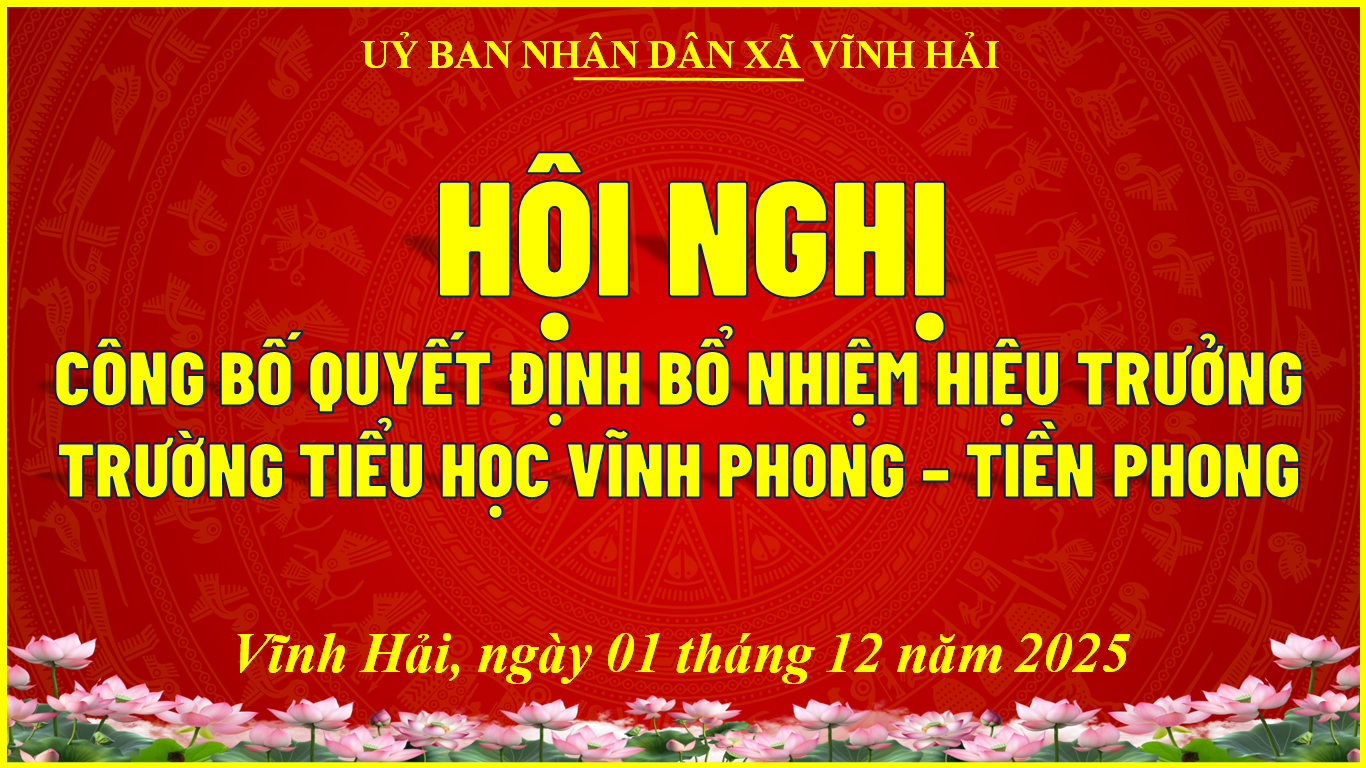 UỶ BAN NHÂN DÂN XÃ VĨNH HẢI
HỘI NGHỊ
CÔNG BỐ QUYẾT ĐỊNH BỔ NHIỆM HIỆU TRƯỞNG
TRƯỜNG TIỂU HỌC VĨNH PHONG – TIỀN PHONG
Vĩnh Hải, ngày 01 tháng 12 năm 2025